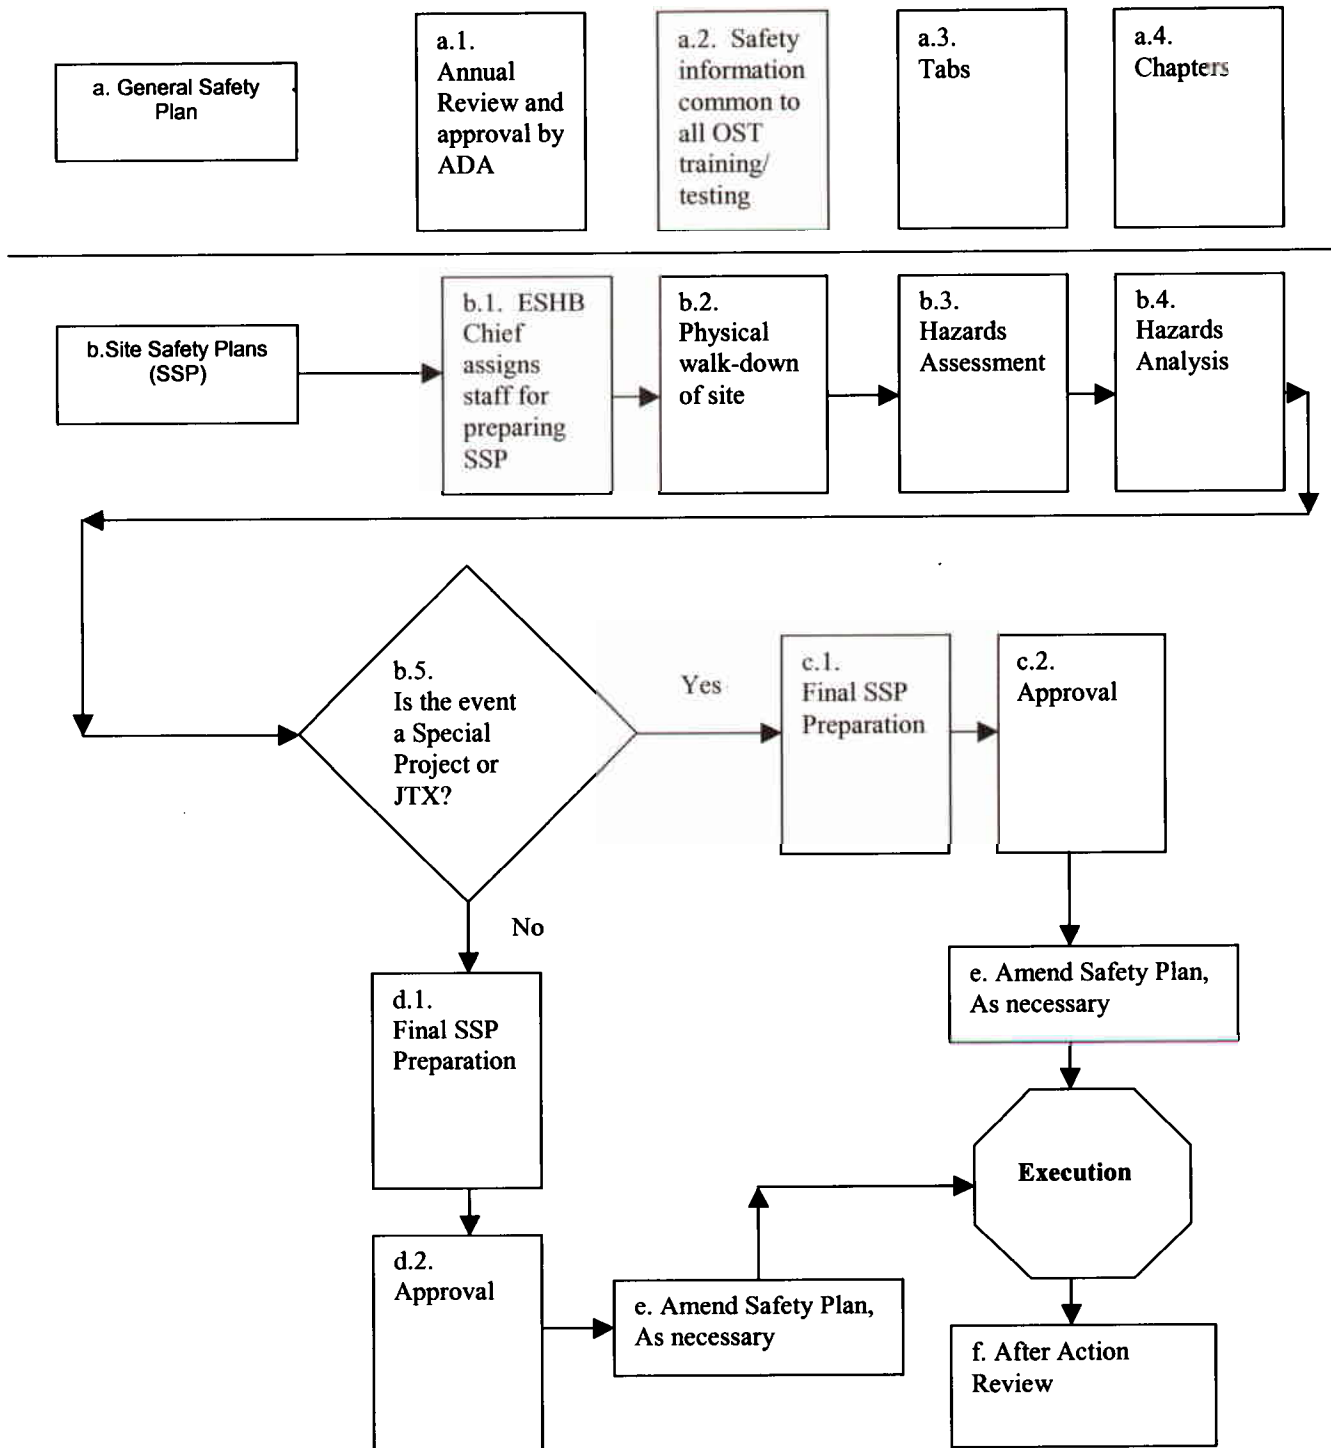 a. General Safety
Plan
a.1.
Annual
Review and
approval by
ADA
a.2. Safety
information
common to
all OST
training/
testing
a.3.
Tabs
a.4.
Chapters
b.Site Safety Plans
(SSP)
b.1. ESHB
Chief
assigns
staff for
preparing
SSP
b.2.
Physical
walk-down
of site
b.3.
Hazards
Assessment
b.4.
Hazards
Analysis
b.5.
Is the event
a Special
Project or
JTX?
Yes
c.1.
Final SSP
Preparation
c.2.
Approval
No
d.1.
Final SSP
Preparation
e. Amend Safety Plan,
As necessary
Execution
d.2.
Approval
e. Amend Safety Plan,
As necessary
f. After Action
Review